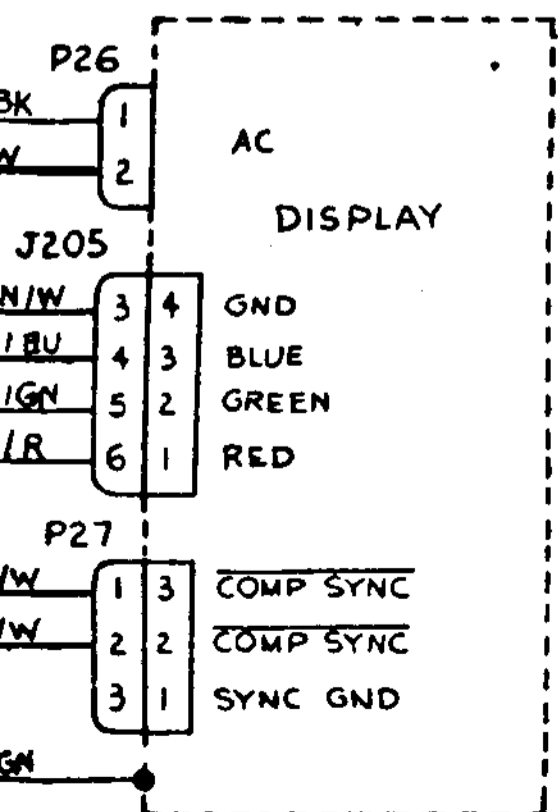 P26
BK
1
AC
W
2
DISPLAY
J205
N/W 3 4 GND
/BU 4 3 BLUE
/GN 5 2 GREEN
/R 6 1 RED
P27
/W 1 3 COMP SYNC
/W 2 2 COMP SYNC
3 1 SYNC GND
GN